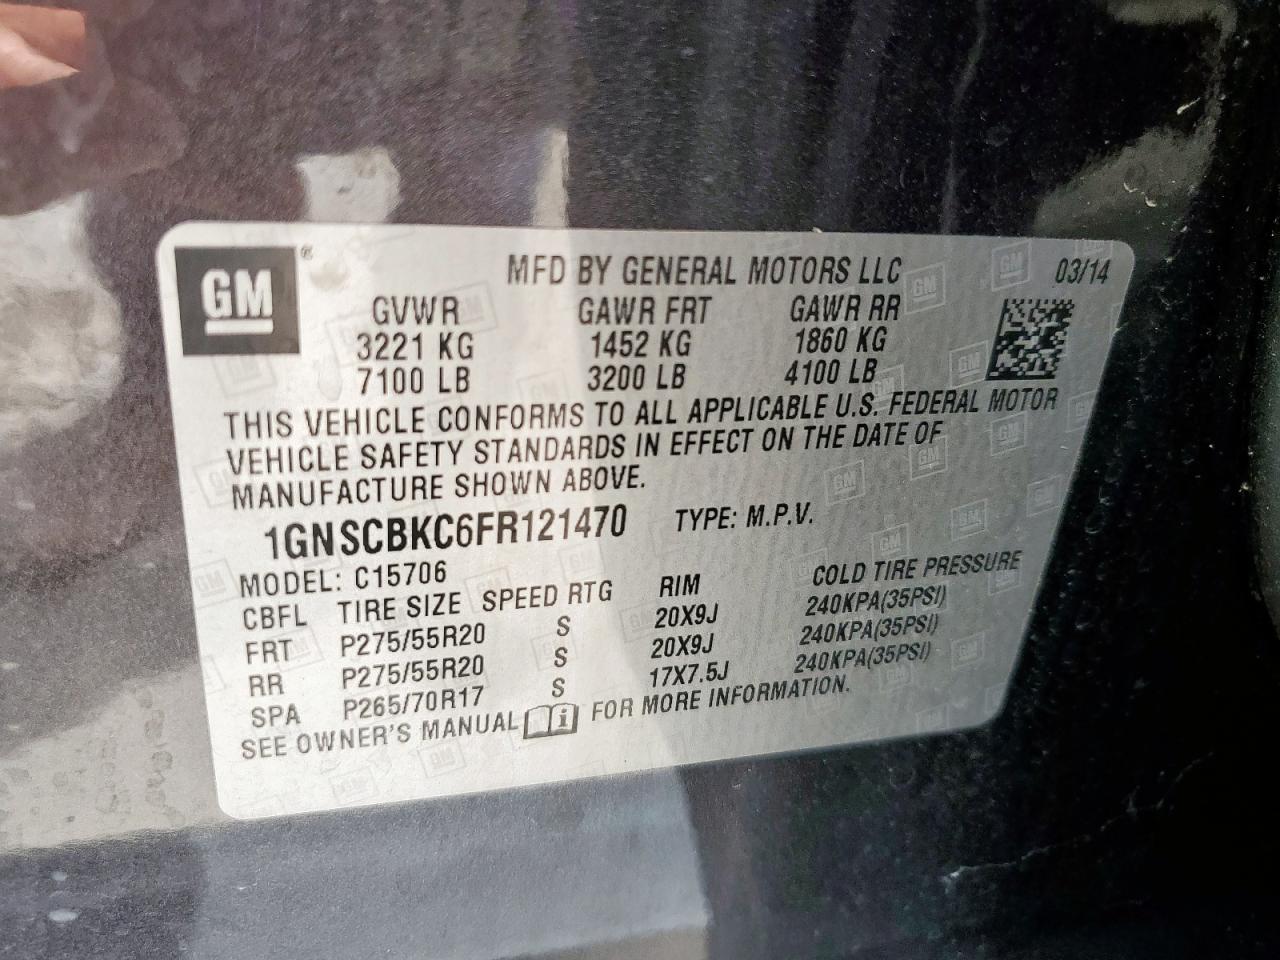 GM ® MFD BY GENERAL MOTORS LLC 03/14
GVWR GAWR FRT GAWR RR
3221 KG 1452 KG 1860 KG
7100 LB 3200 LB 4100 LB
THIS VEHICLE CONFORMS TO ALL APPLICABLE U.S. FEDERAL MOTOR
VEHICLE SAFETY STANDARDS IN EFFECT ON THE DATE OF
MANUFACTURE SHOWN ABOVE.
1GNSCBKC6FR121470 TYPE: M.P.V.
MODEL: C15706
CBFL TIRE SIZE SPEED RTG RIM COLD TIRE PRESSURE
FRT P275/55R20 S 20X9J 240KPA(35PSI)
RR P275/55R20 S 20X9J 240KPA(35PSI)
SPA P265/70R17 S 17X7.5J 240KPA(35PSI)
SEE OWNER'S MANUAL FOR MORE INFORMATION.